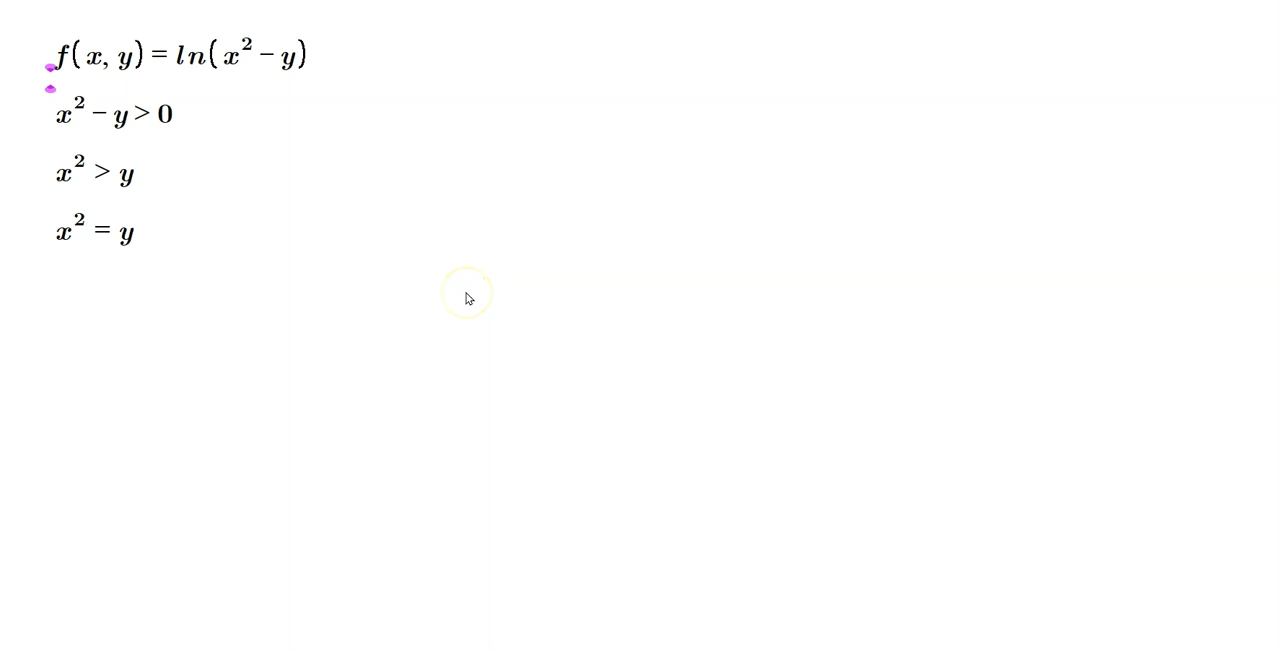 f(x, y) = ln(x² − y)
x² − y > 0
x² > y
x² = y